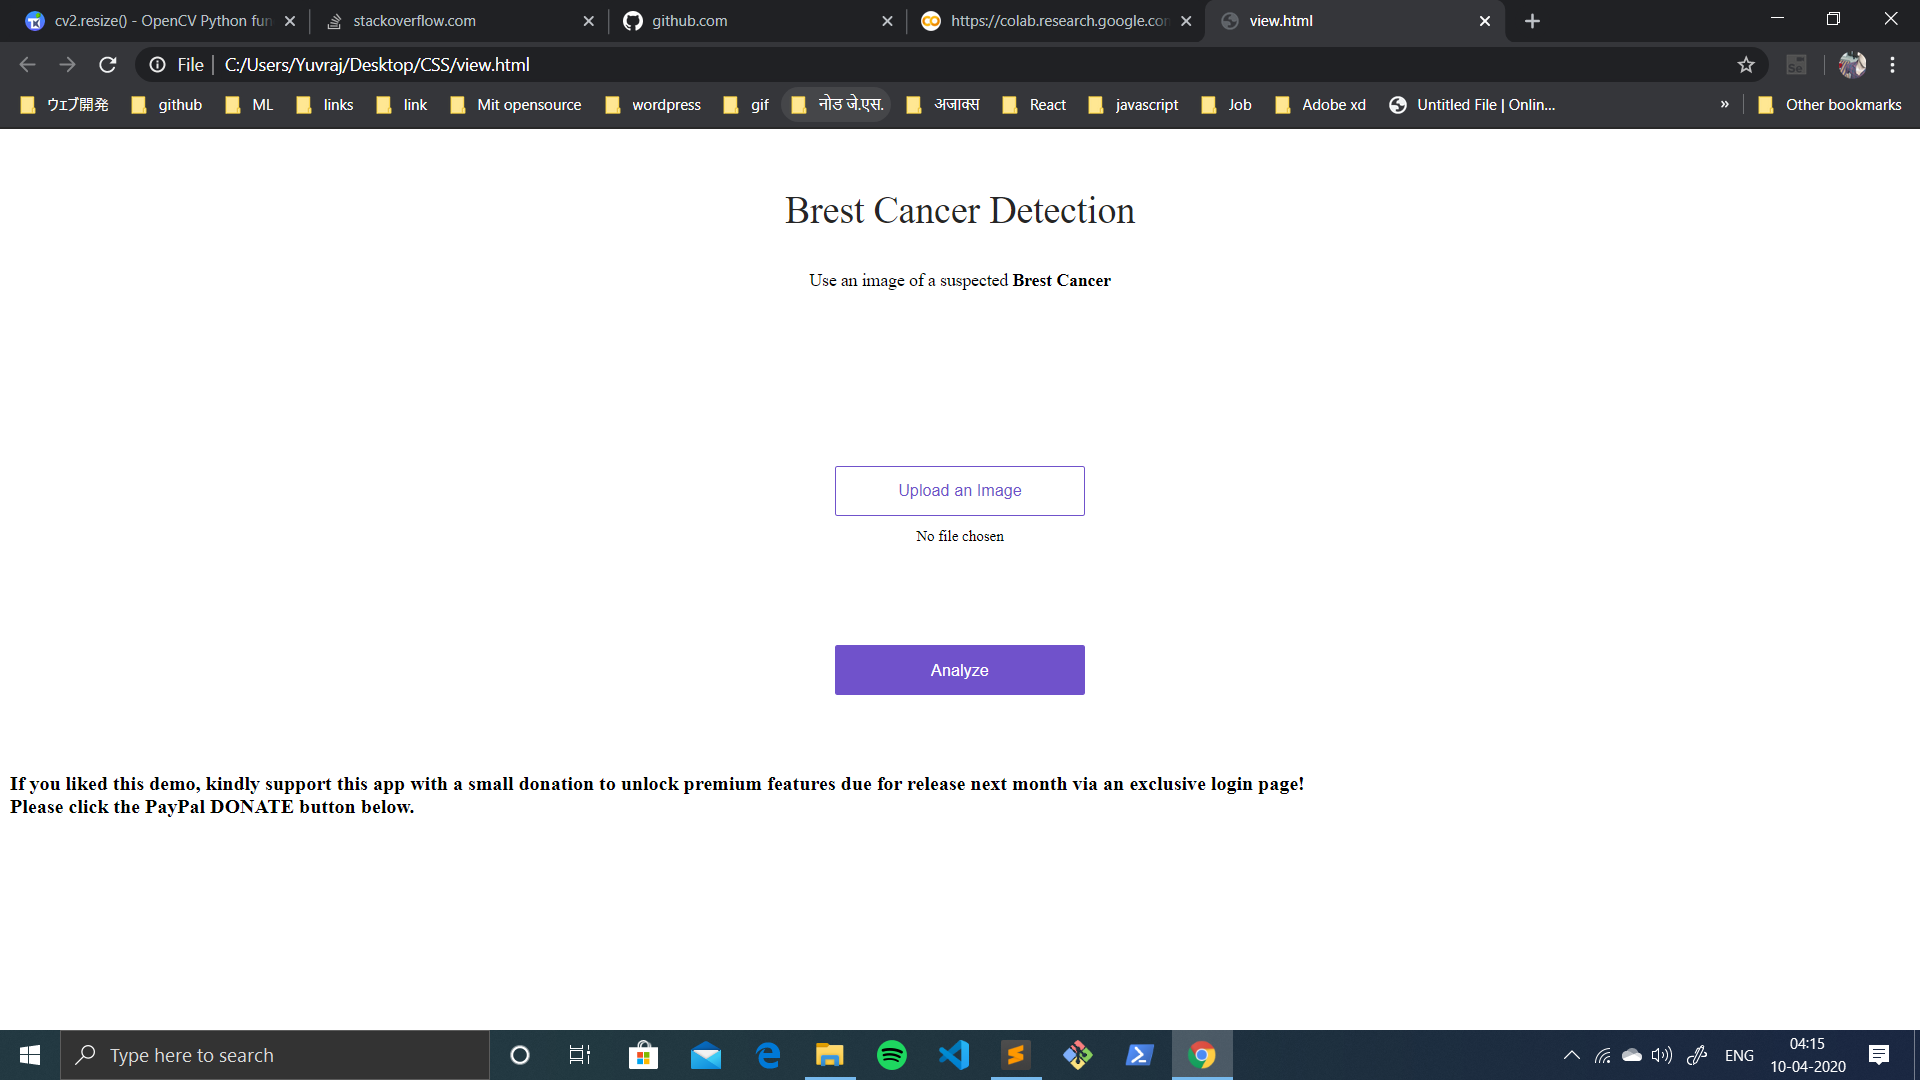 cv2.resize() - OpenCV Python fun
stackoverflow.com
github.com
https://colab.research.google.con
view.html
File
C:/Users/Yuvraj/Desktop/CSS/view.html
ウェブ開発
github
ML
links
link
Mit opensource
wordpress
gif
नोड जे.एस.
अजाक्स
React
javascript
Job
Adobe xd
Untitled File | Onlin...
»
Other bookmarks
Brest Cancer Detection
Use an image of a suspected Brest Cancer
Upload an Image
No file chosen
Analyze
If you liked this demo, kindly support this app with a small donation to unlock premium features due for release next month via an exclusive login page!
Please click the PayPal DONATE button below.
Type here to search
ENG
04:15
10-04-2020